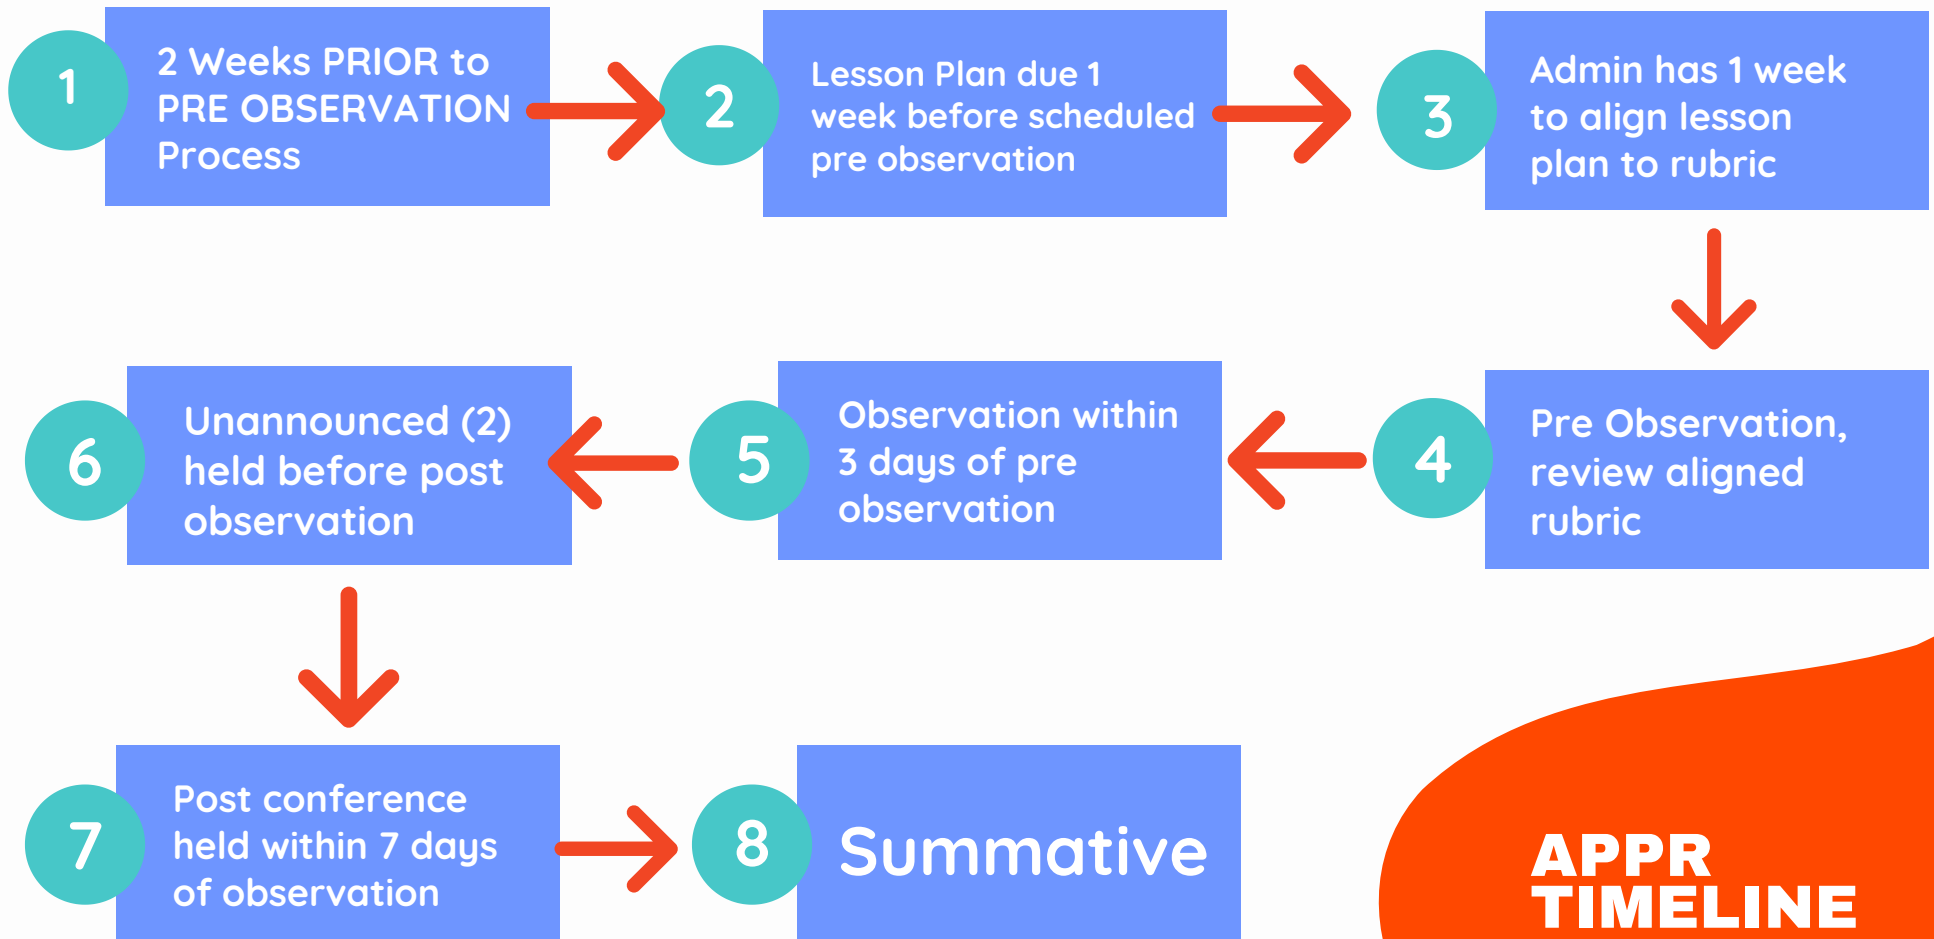 1
2 Weeks PRIOR to
PRE OBSERVATION
Process
2
Lesson Plan due 1
week before scheduled
pre observation
3
Admin has 1 week
to align lesson
plan to rubric
4
Pre Observation,
review aligned
rubric
5
Observation within
3 days of pre
observation
6
Unannounced (2)
held before post
observation
7
Post conference
held within 7 days
of observation
8
Summative
APPR
TIMELINE